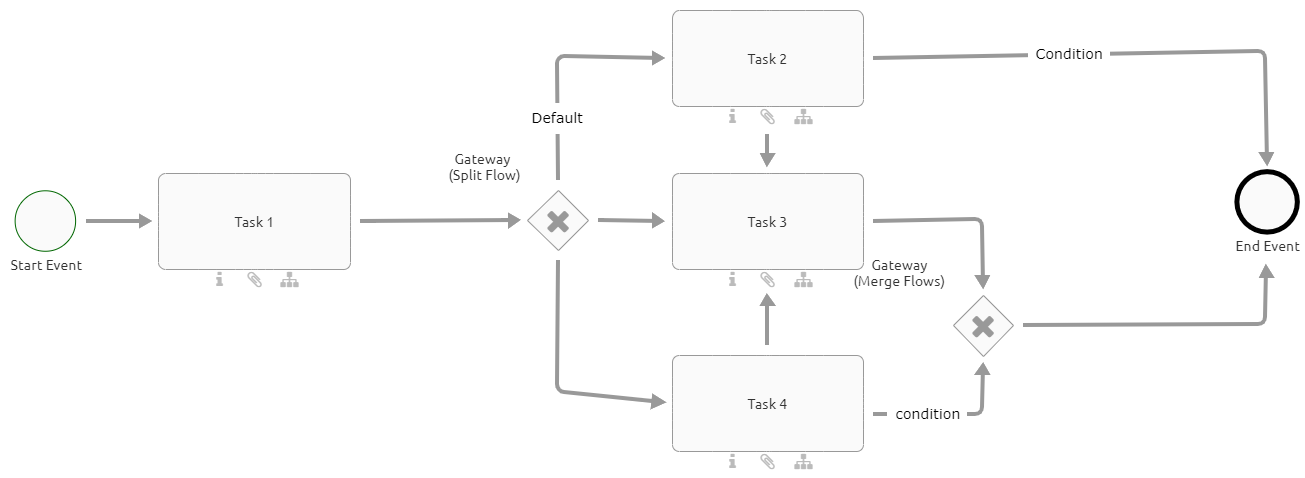 Task 2
Condition
Default
Gateway
(Split Flow)
Task 1
Task 3
Start Event
End Event
Gateway
(Merge Flows)
Task 4
condition